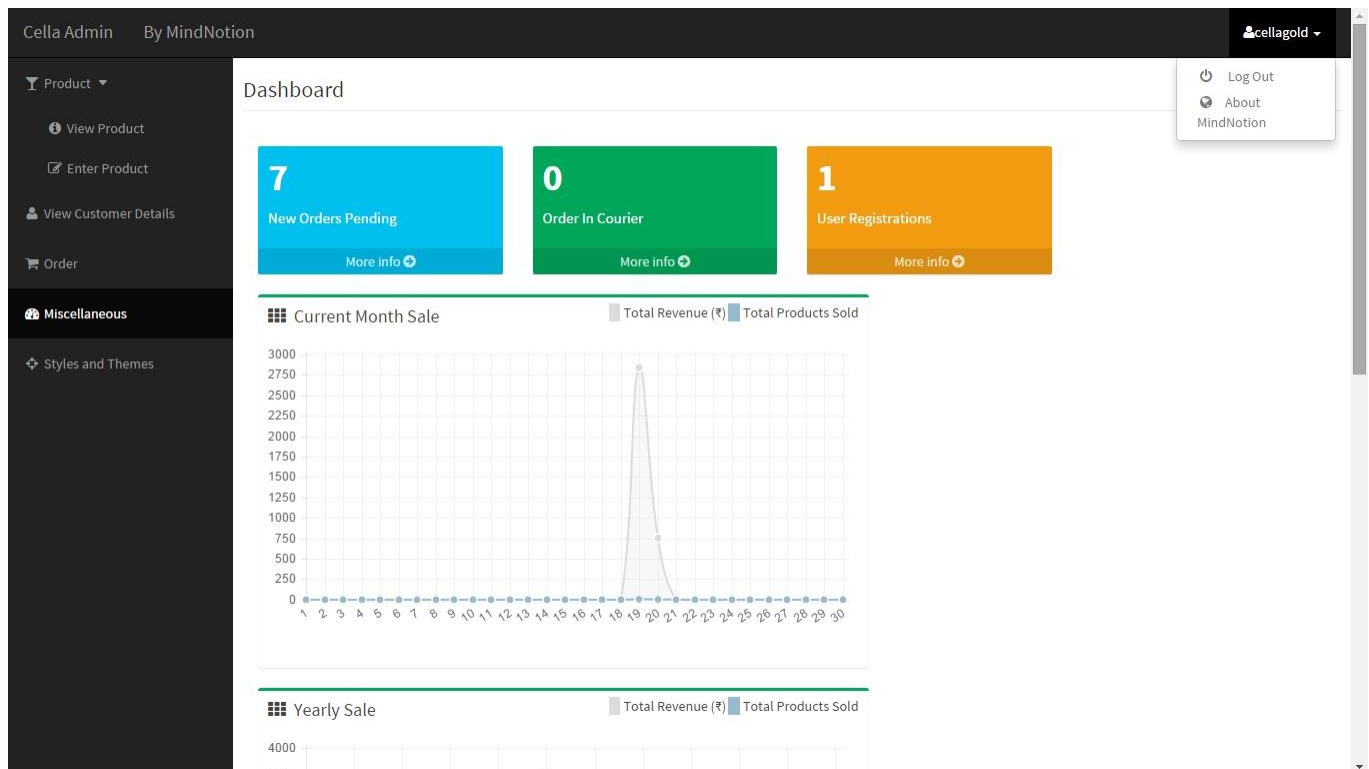 Cella Admin By MindNotion cellagold
Product
View Product
Enter Product
View Customer Details
Order
Miscellaneous
Styles and Themes
Log Out
About
MindNotion
Dashboard
7
New Orders Pending
More info
0
Order In Courier
More info
1
User Registrations
More info
Current Month Sale
Total Revenue (₹) Total Products Sold
3000
2750
2500
2250
2000
1750
1500
1250
1000
750
500
250
0
1 2 3 4 5 6 7 8 9 10 11 12 13 14 15 16 17 18 19 20 21 22 23 24 25 26 27 28 29 30
Yearly Sale
Total Revenue (₹) Total Products Sold
4000